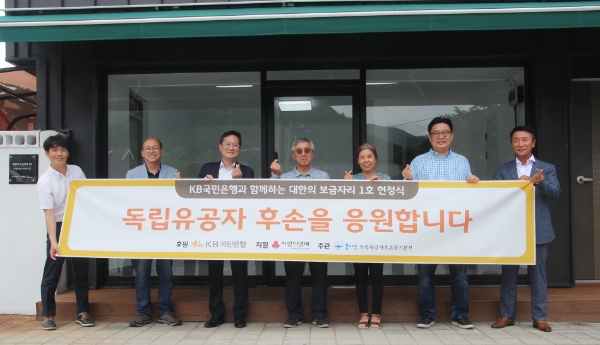 KB국민은행과 함께하는 대한의 보금자리 1호 헌정식
독립유공자 후손을 응원합니다
후원 KB국민은행 지원 주관